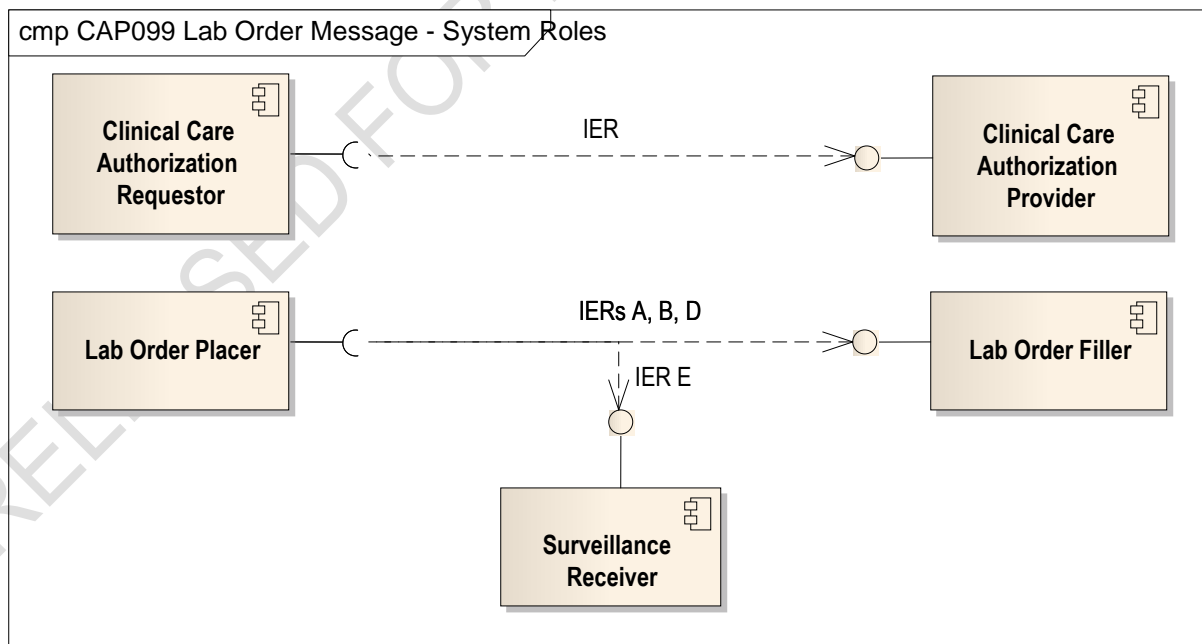 cmp CAP099 Lab Order Message - System Roles
Clinical Care
Authorization
Requestor
IER
Clinical Care
Authorization
Provider
Lab Order Placer
IERs A, B, D
Lab Order Filler
IER E
Surveillance
Receiver